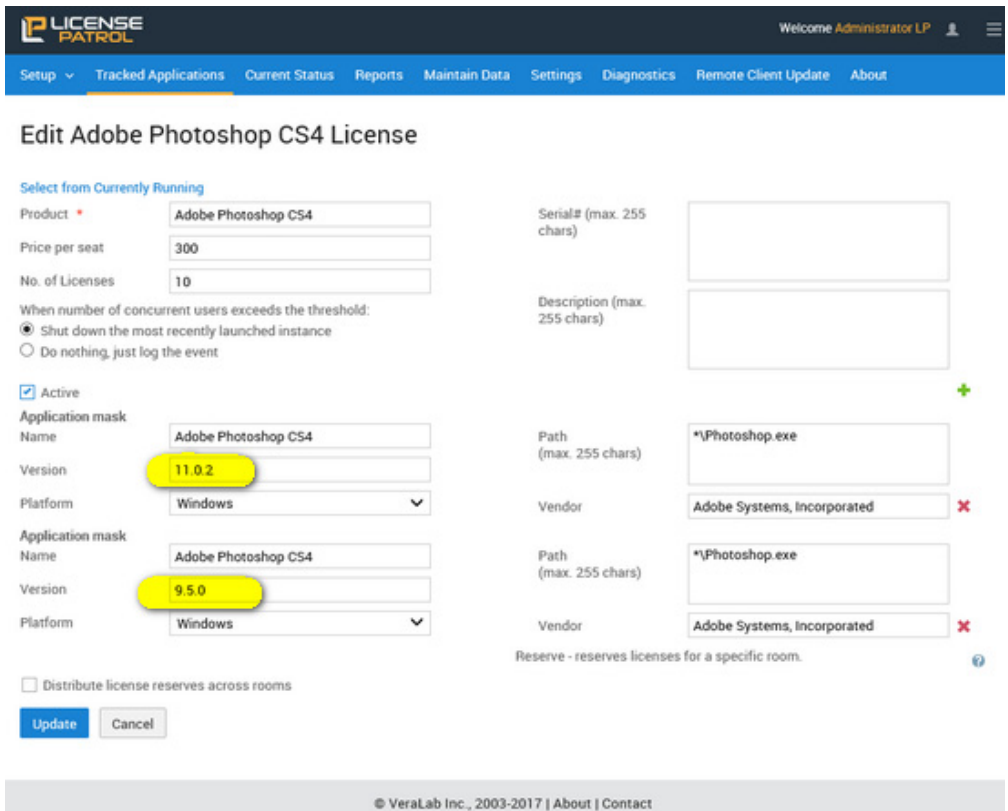 LICENSE
PATROL
Welcome Administrator LP
Setup Tracked Applications Current Status Reports Maintain Data Settings Diagnostics Remote Client Update About
Edit Adobe Photoshop CS4 License
Select from Currently Running
Product * Adobe Photoshop CS4
Serial# (max. 255
chars)
Price per seat 300
No. of Licenses 10
Description (max.
255 chars)
When number of concurrent users exceeds the threshold:
Shut down the most recently launched instance
Do nothing, just log the event
Active
Application mask
Name Adobe Photoshop CS4
Path *\Photoshop.exe
(max. 255 chars)
Version 11.0.2
Platform Windows
Vendor Adobe Systems, Incorporated
Application mask
Name Adobe Photoshop CS4
Path *\Photoshop.exe
(max. 255 chars)
Version 9.5.0
Platform Windows
Vendor Adobe Systems, Incorporated
Reserve - reserves licenses for a specific room.
Distribute license reserves across rooms
Update Cancel
© VeraLab Inc., 2003-2017 | About | Contact